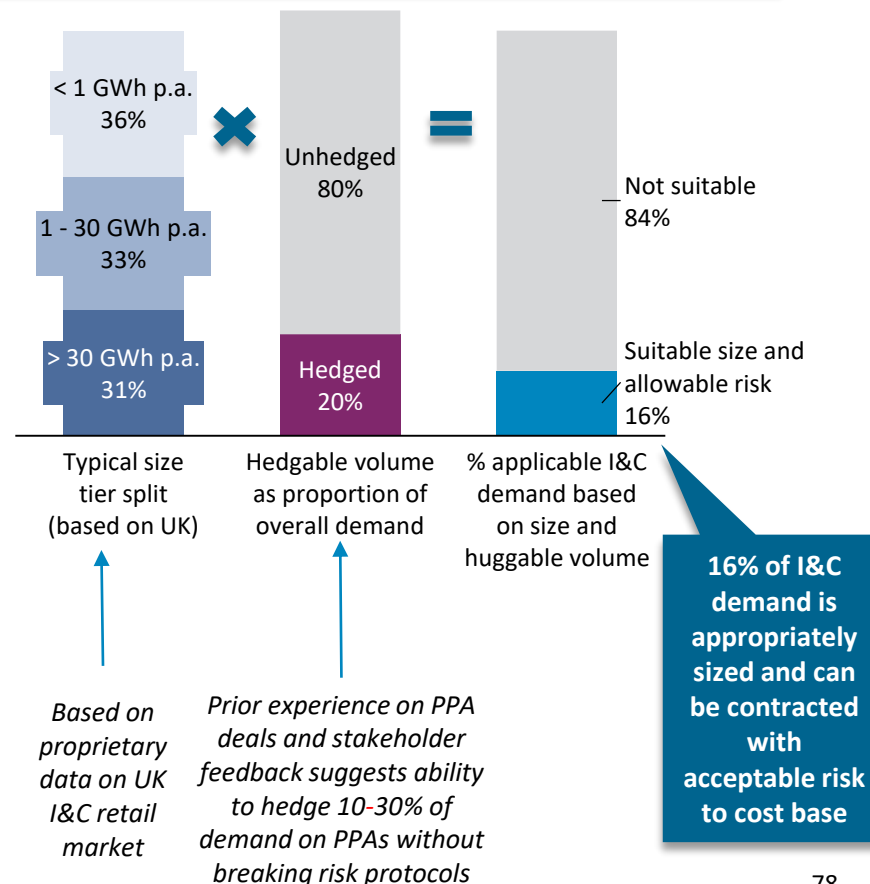 < 1 GWh p.a.
36%
1 - 30 GWh p.a.
33%
> 30 GWh p.a.
31%
Unhedged
80%
Hedged
20%
Not suitable
84%
Suitable size and
allowable risk
16%
Typical size
tier split
(based on UK)
Hedgable volume
as proportion of
overall demand
% applicable I&C
demand based
on size and
huggable volume
Based on
proprietary
data on UK
I&C retail
market
Prior experience on PPA
deals and stakeholder
feedback suggests ability
to hedge 10-30% of
demand on PPAs without
breaking risk protocols
16% of I&C
demand is
appropriately
sized and can
be contracted
with
acceptable risk
to cost base
78